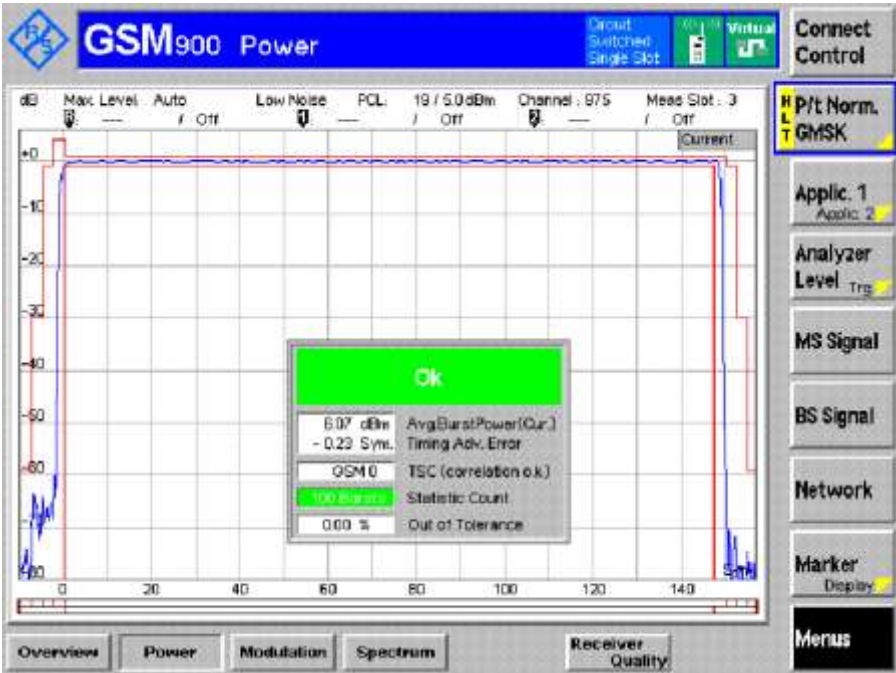 R&S
GSM900 Power
Circuit Switched Single Slot
Virtual
Connect Control
dB Max. Level Auto Low Noise PCL: 19 / 5.0 dBm Channel : 975 Meas Slot : 3
--- / Off 1 --- / Off 2 --- / Off
Current
+0
-10
-20
-30
-40
-50
-60
-80
0 20 40 60 80 100 120 140
Ok
6.07 dBm Avg.BurstPower(Cur.)
- 0.23 Sym. Timing Adv. Error
GSM 0 TSC (correlation o.k.)
100 Bursts Statistic Count
0.00 % Out of Tolerance
H L T
P/t Norm. GMSK
Applic. 1
Applic. 2
Analyzer Level Trg.
MS Signal
BS Signal
Network
Marker
Display
Menus
Overview Power Modulation Spectrum Receiver Quality